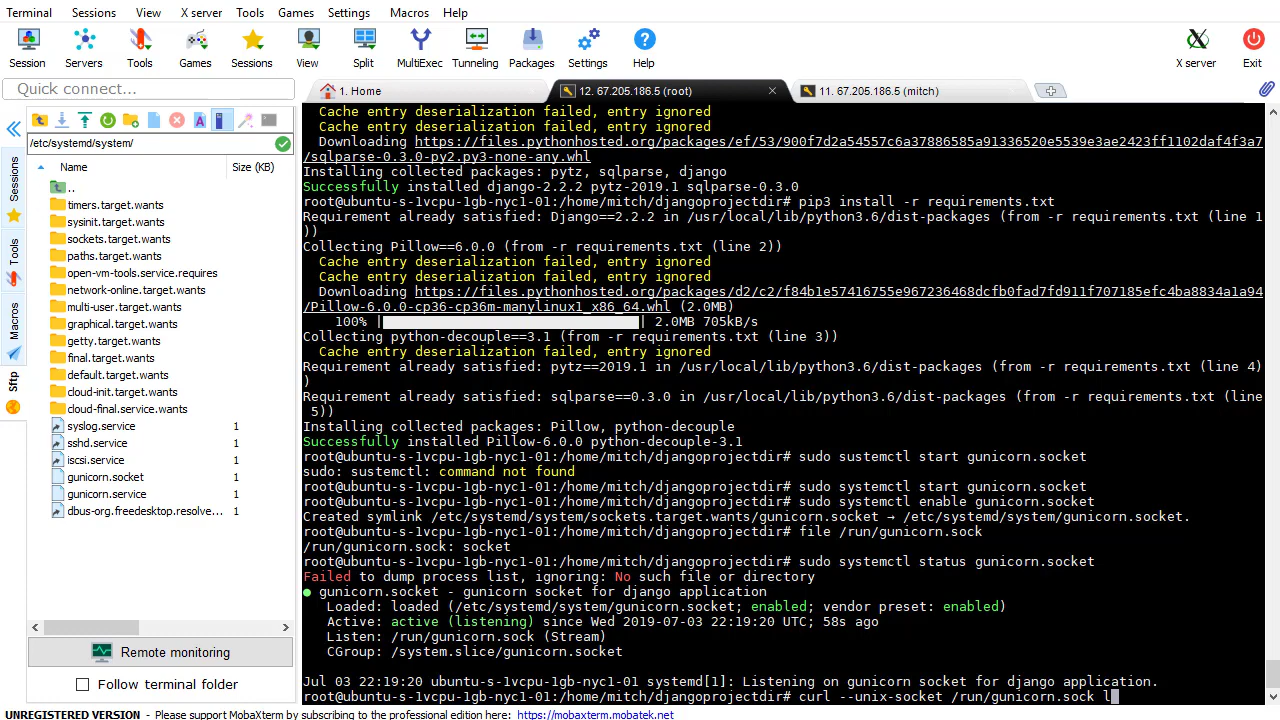 Terminal Sessions View X server Tools Games Settings Macros Help
Session Servers Tools Games Sessions View Split MultiExec Tunneling Packages Settings Help X server Exit
Quick connect...
1. Home
12. 67.205.186.5 (root)
11. 67.205.186.5 (mitch)
/etc/systemd/system/
Name Size (KB)
..
timers.target.wants
sysinit.target.wants
sockets.target.wants
paths.target.wants
open-vm-tools.service.requires
network-online.target.wants
multi-user.target.wants
graphical.target.wants
getty.target.wants
final.target.wants
default.target.wants
cloud-init.target.wants
cloud-final.service.wants
syslog.service 1
sshd.service 1
iscsi.service 1
gunicorn.socket 1
gunicorn.service 1
dbus-org.freedesktop.resolve... 1
Sessions
Tools
Macros
Sftp
Remote monitoring
Follow terminal folder
Cache entry deserialization failed, entry ignored
Cache entry deserialization failed, entry ignored
Downloading https://files.pythonhosted.org/packages/ef/53/900f7d2a54557c6a37886585a91336520e5539e3ae2423ff1102daf4f3a7
/sqlparse-0.3.0-py2.py3-none-any.whl
Installing collected packages: pytz, sqlparse, django
Successfully installed django-2.2.2 pytz-2019.1 sqlparse-0.3.0
root@ubuntu-s-1vcpu-1gb-nyc1-01:/home/mitch/djangoprojectdir# pip3 install -r requirements.txt
Requirement already satisfied: Django==2.2.2 in /usr/local/lib/python3.6/dist-packages (from -r requirements.txt (line 1
))
Collecting Pillow==6.0.0 (from -r requirements.txt (line 2))
Cache entry deserialization failed, entry ignored
Cache entry deserialization failed, entry ignored
Downloading https://files.pythonhosted.org/packages/d2/c2/f84b1e57416755e967236468dcfb0fad7fd911f707185efc4ba8834a1a94
/Pillow-6.0.0-cp36-cp36m-manylinux1_x86_64.whl (2.0MB)
100% | | 2.0MB 705kB/s
Collecting python-decouple==3.1 (from -r requirements.txt (line 3))
Cache entry deserialization failed, entry ignored
Requirement already satisfied: pytz==2019.1 in /usr/local/lib/python3.6/dist-packages (from -r requirements.txt (line 4)
)
Requirement already satisfied: sqlparse==0.3.0 in /usr/local/lib/python3.6/dist-packages (from -r requirements.txt (line
5))
Installing collected packages: Pillow, python-decouple
Successfully installed Pillow-6.0.0 python-decouple-3.1
root@ubuntu-s-1vcpu-1gb-nyc1-01:/home/mitch/djangoprojectdir# sudo sustemctl start gunicorn.socket
sudo: sustemctl: command not found
root@ubuntu-s-1vcpu-1gb-nyc1-01:/home/mitch/djangoprojectdir# sudo systemctl start gunicorn.socket
root@ubuntu-s-1vcpu-1gb-nyc1-01:/home/mitch/djangoprojectdir# sudo systemctl enable gunicorn.socket
Created symlink /etc/systemd/system/sockets.target.wants/gunicorn.socket → /etc/systemd/system/gunicorn.socket.
root@ubuntu-s-1vcpu-1gb-nyc1-01:/home/mitch/djangoprojectdir# file /run/gunicorn.sock
/run/gunicorn.sock: socket
root@ubuntu-s-1vcpu-1gb-nyc1-01:/home/mitch/djangoprojectdir# sudo systemctl status gunicorn.socket
Failed to dump process list, ignoring: No such file or directory
● gunicorn.socket - gunicorn socket for django application
Loaded: loaded (/etc/systemd/system/gunicorn.socket; enabled; vendor preset: enabled)
Active: active (listening) since Wed 2019-07-03 22:19:20 UTC; 58s ago
Listen: /run/gunicorn.sock (Stream)
CGroup: /system.slice/gunicorn.socket
Jul 03 22:19:20 ubuntu-s-1vcpu-1gb-nyc1-01 systemd[1]: Listening on gunicorn socket for django application.
root@ubuntu-s-1vcpu-1gb-nyc1-01:/home/mitch/djangoprojectdir# curl --unix-socket /run/gunicorn.sock l
UNREGISTERED VERSION - Please support MobaXterm by subscribing to the professional edition here: https://mobaxterm.mobatek.net